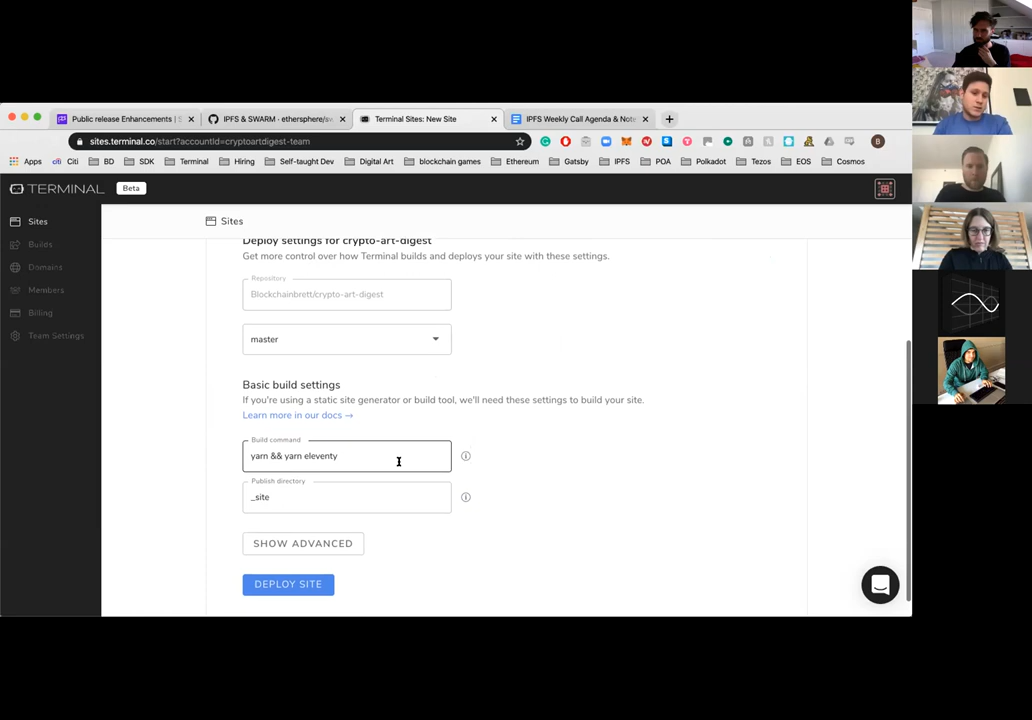 Public release Enhancements | S
IPFS & SWARM · ethersphere/sw
Terminal Sites: New Site
IPFS Weekly Call Agenda & Note
sites.terminal.co/start?accountId=cryptoartdigest-team
B
Apps
citi
Citi
BD
SDK
Terminal
Hiring
Self-taught Dev
Digital Art
blockchain games
Ethereum
Gatsby
IPFS
POA
Polkadot
Tezos
EOS
Cosmos
TERMINAL
Beta
Sites
Builds
Domains
Members
Billing
Team Settings
Sites
Deploy settings for crypto-art-digest
Get more control over how Terminal builds and deploys your site with these settings.
Repository
Blockchainbrett/crypto-art-digest
master
Basic build settings
If you're using a static site generator or build tool, we'll need these settings to build your site.
Learn more in our docs →
Build command
yarn && yarn eleventy
Publish directory
_site
SHOW ADVANCED
DEPLOY SITE